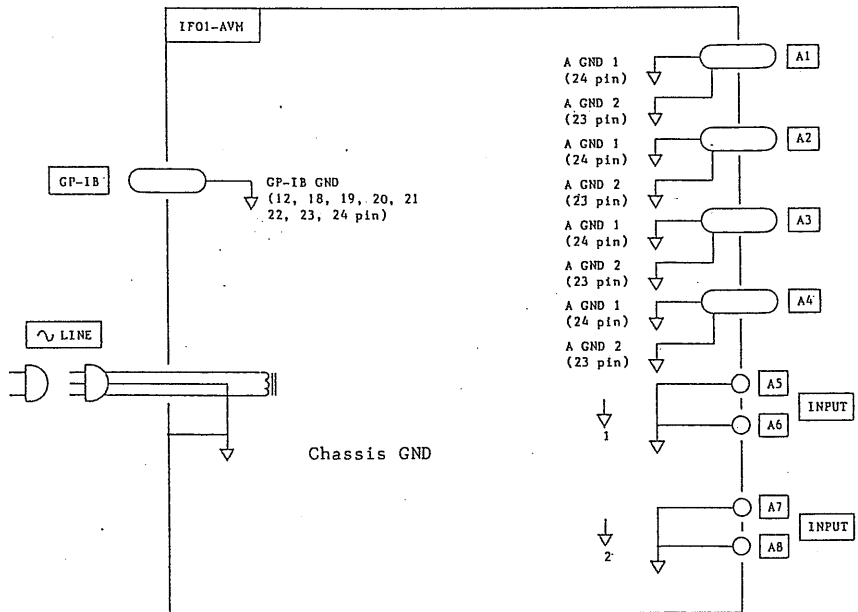 IF01-AVM
A GND 1
(24 pin)
A1
A GND 2
(23 pin)
A GND 1
(24 pin)
A2
A GND 2
(23 pin)
GP-IB
GP-IB GND
(12, 18, 19, 20, 21
22, 23, 24 pin)
A GND 1
(24 pin)
A3
A GND 2
(23 pin)
A GND 1
(24 pin)
A4
A GND 2
(23 pin)
∿ LINE
A5
INPUT
A6
1
Chassis GND
A7
INPUT
A8
2